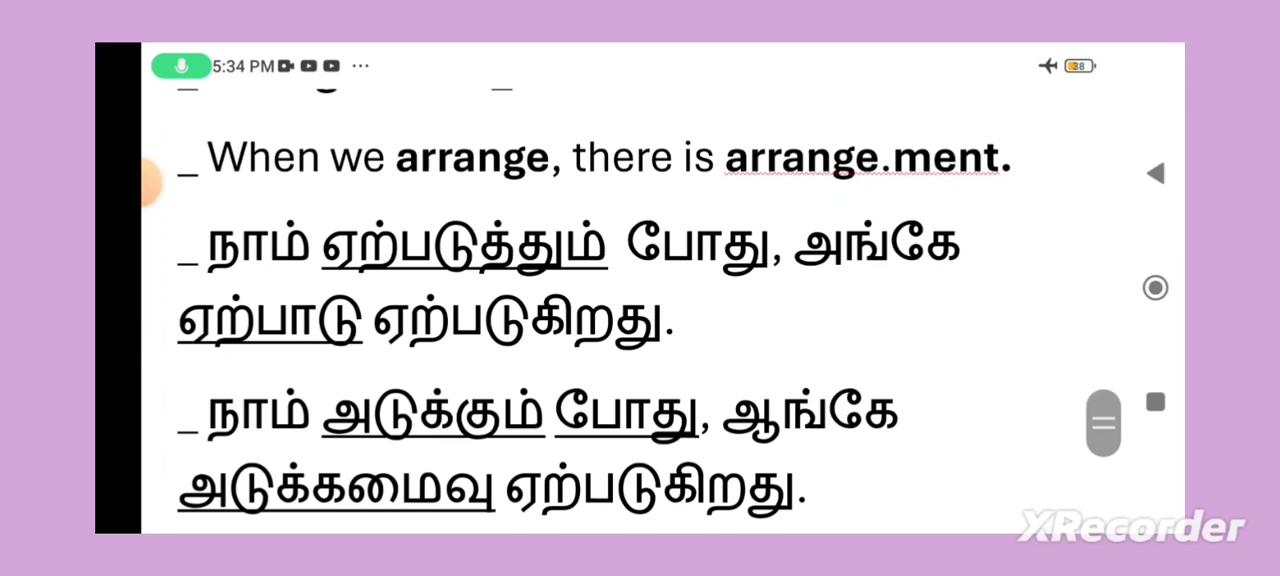 5:34 PM ...
38
_ When we arrange, there is arrange.ment.
_ நாம் ஏற்படுத்தும் போது, அங்கே
ஏற்பாடு ஏற்படுகிறது.
_ நாம் அடுக்கும் போது, ஆங்கே
அடுக்கமைவு ஏற்படுகிறது.
XRecorder